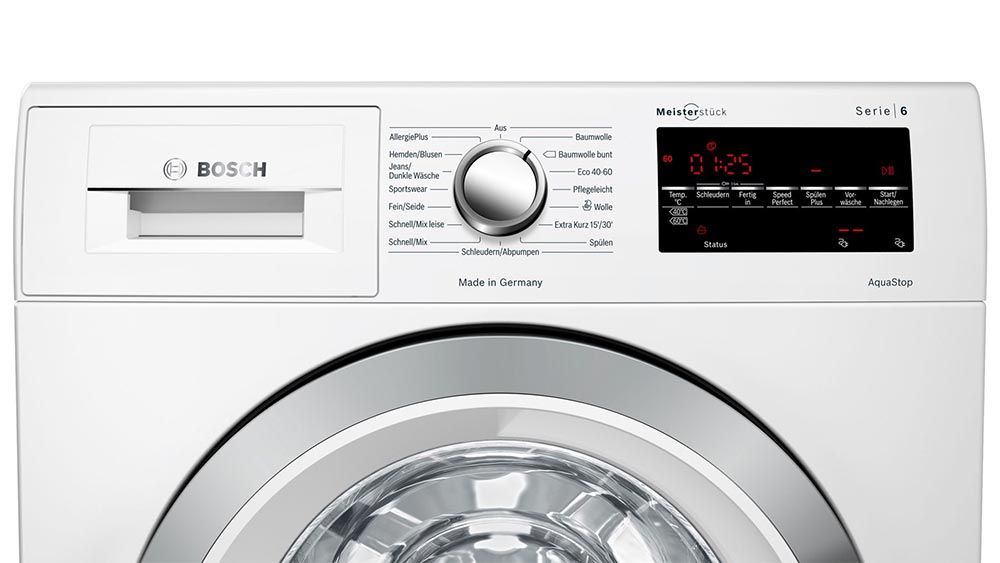 BOSCH
Aus
AllergiePlus
Hemden/Blusen
Jeans/
Dunkle Wäsche
Sportswear
Fein/Seide
Schnell/Mix leise
Schnell/Mix
Schleudern/Abpumpen
Baumwolle
Baumwolle bunt
Eco 40-60
Pflegeleicht
Wolle
Extra Kurz 15'/30'
Spülen
Made in Germany
Meisterstück
Serie | 6
60
01:25
Temp.
°C
Schleudern
Fertig
in
Speed
Perfect
Spülen
Plus
Vor-
wäsche
Start/
Nachlegen
40°C
60°C
Status
AquaStop